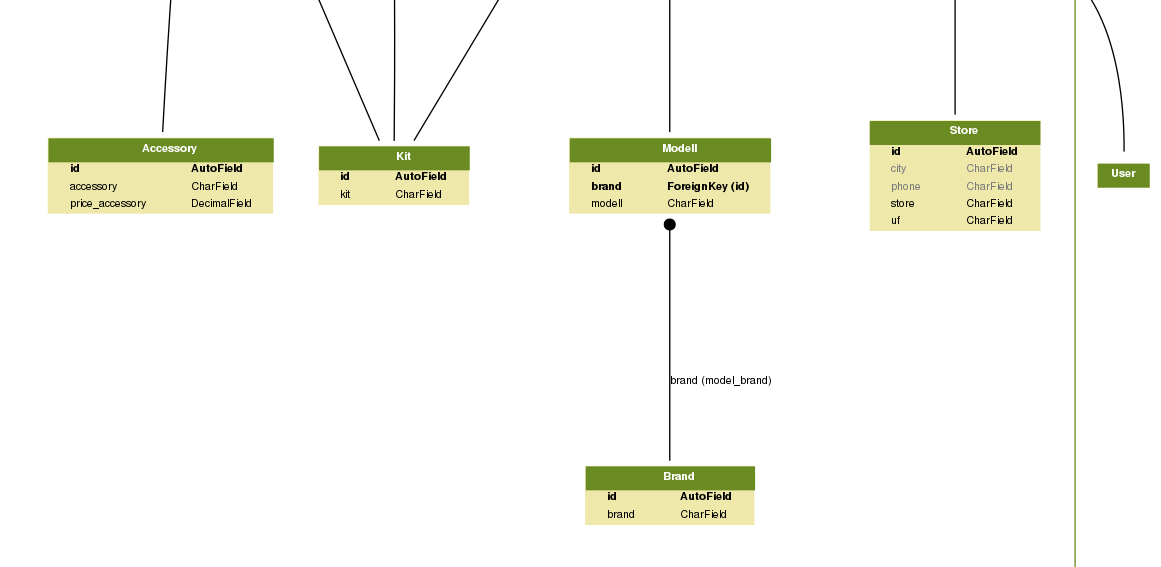 Accessory
id AutoField
accessory CharField
price_accessory DecimalField
Kit
id AutoField
kit CharField
Modell
id AutoField
brand ForeignKey (id)
modell CharField
Store
id AutoField
city CharField
phone CharField
store CharField
uf CharField
User
brand (model_brand)
Brand
id AutoField
brand CharField